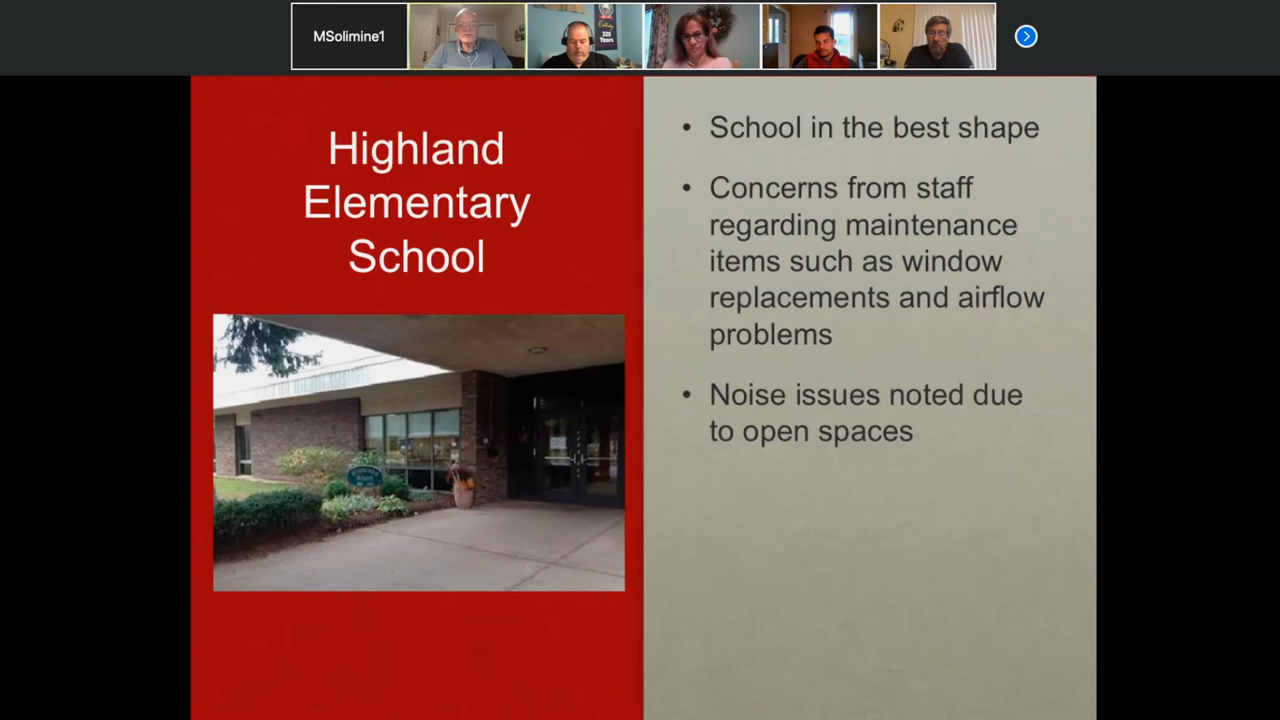 MSolimine1
325
Years
Highland
Elementary
School
• School in the best shape
• Concerns from staff
regarding maintenance
items such as window
replacements and airflow
problems
• Noise issues noted due
to open spaces